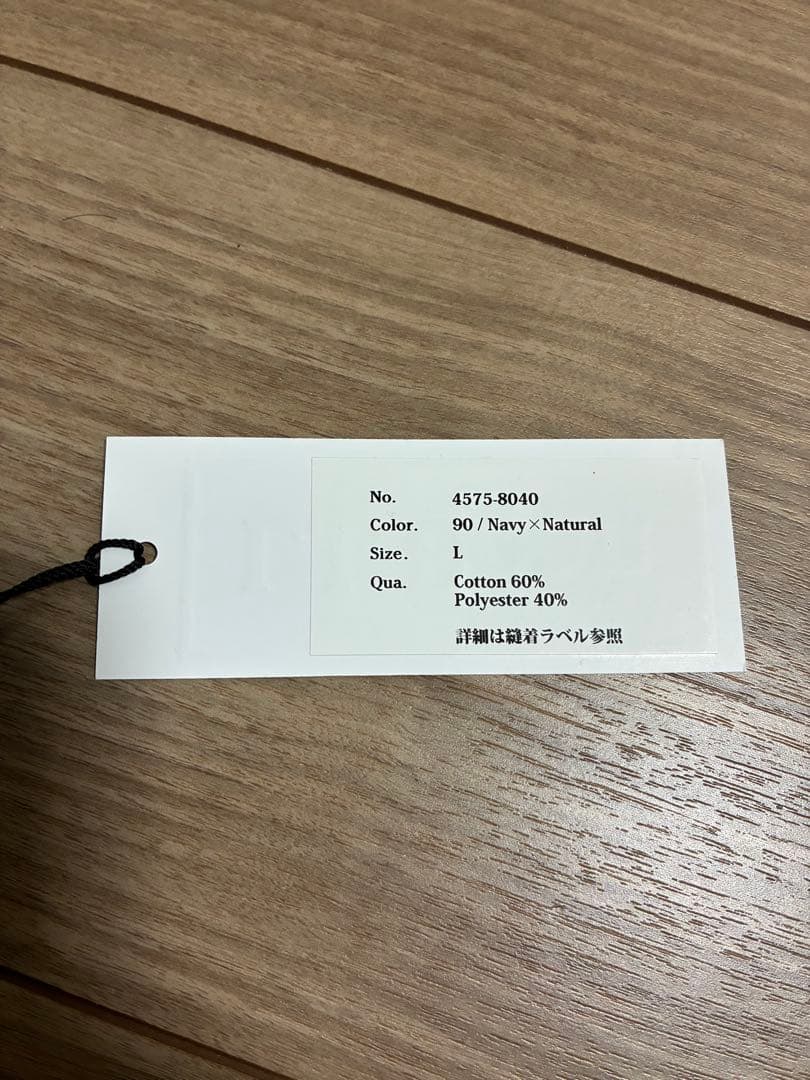 No. 4575-8040
Color. 90 / Navy×Natural
Size. L
Qua. Cotton 60%
Polyester 40%
詳細は縫着ラベル参照